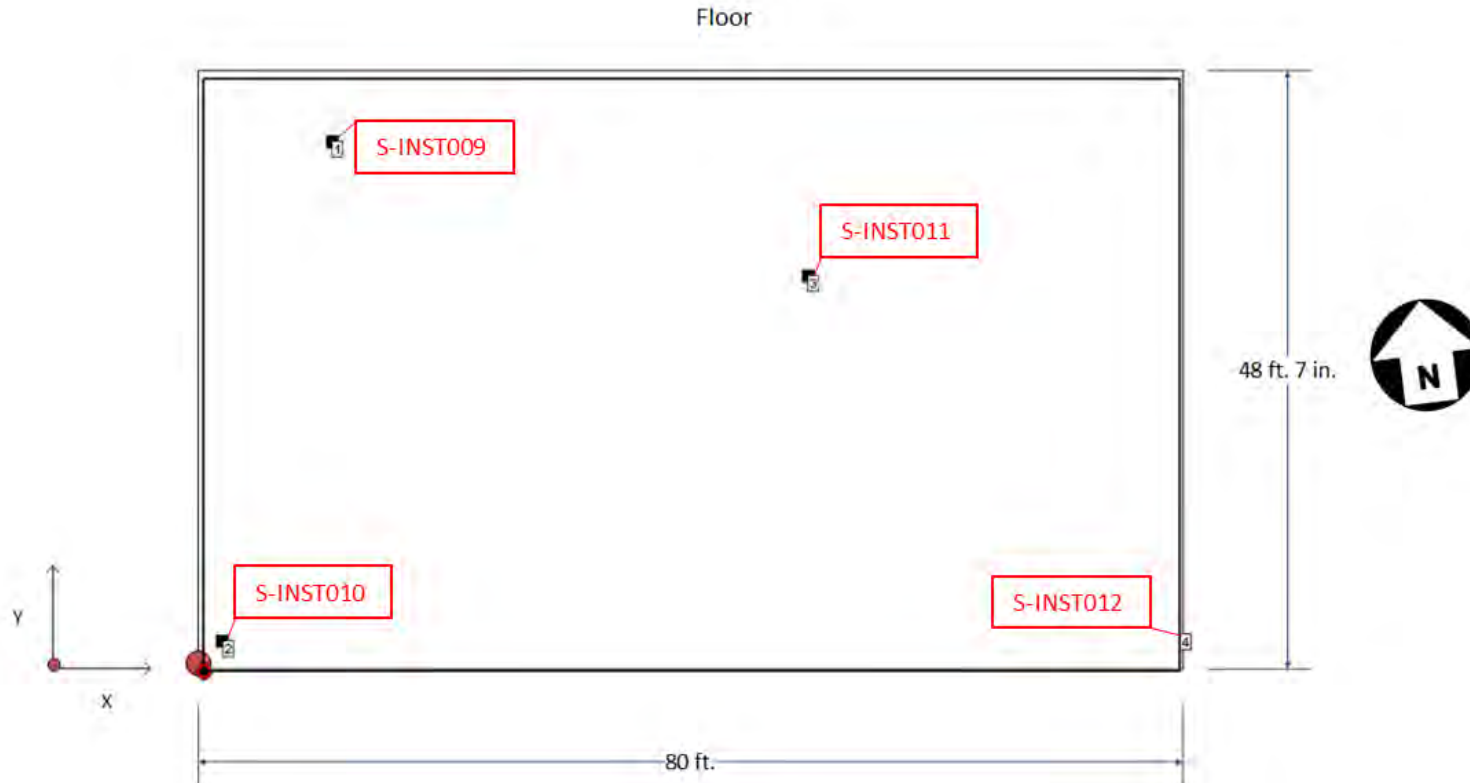 Floor
1
S-INST009
S-INST011
3
48 ft. 7 in.
N
S-INST010
S-INST012
2
4
Y
X
80 ft.